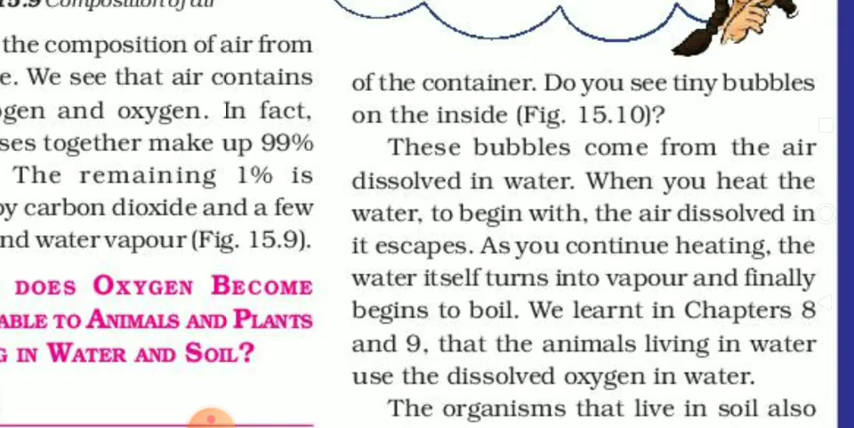 15.9 Composition of air
the composition of air from
e. We see that air contains
gen and oxygen. In fact,
ses together make up 99%
The remaining 1% is
by carbon dioxide and a few
nd water vapour (Fig. 15.9).
DOES OXYGEN BECOME
ABLE TO ANIMALS AND PLANTS
G IN WATER AND SOIL?
of the container. Do you see tiny bubbles
on the inside (Fig. 15.10)?
These bubbles come from the air
dissolved in water. When you heat the
water, to begin with, the air dissolved in
it escapes. As you continue heating, the
water itself turns into vapour and finally
begins to boil. We learnt in Chapters 8
and 9, that the animals living in water
use the dissolved oxygen in water.
The organisms that live in soil also